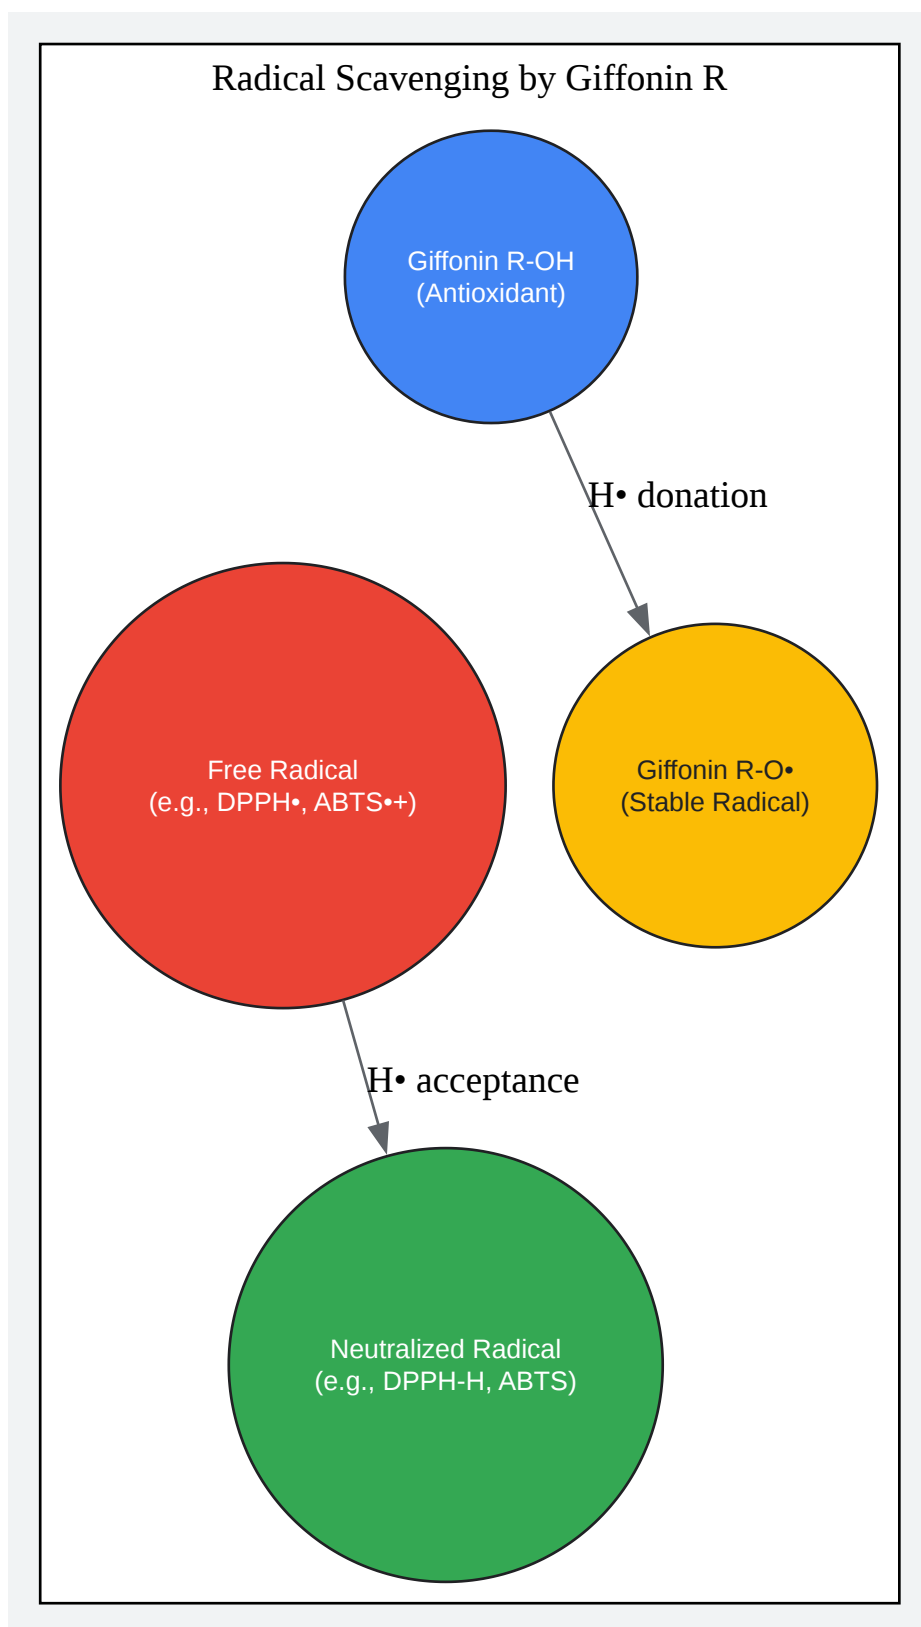 Radical Scavenging by Giffonin R
Giffonin R-OH
(Antioxidant)
H• donation
Free Radical
(e.g., DPPH•, ABTS•+)
Giffonin R-O•
(Stable Radical)
H• acceptance
Neutralized Radical
(e.g., DPPH-H, ABTS)